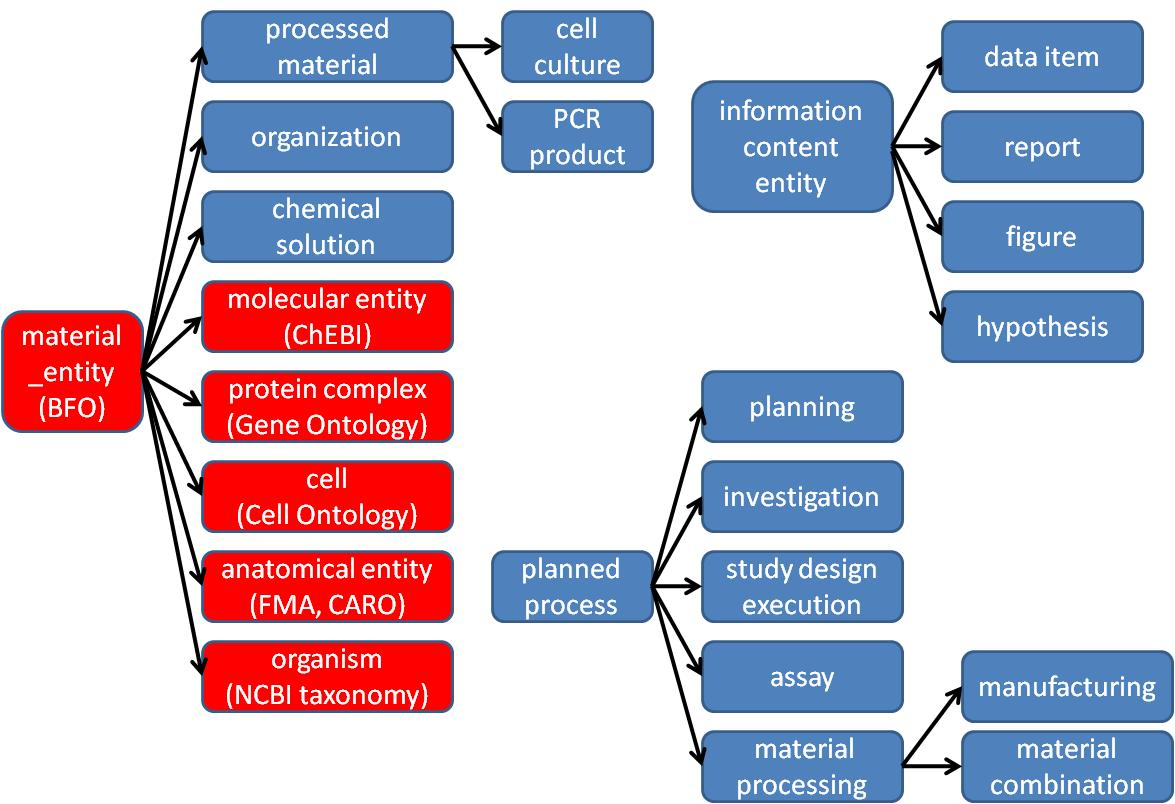 processed
material
cell
culture
PCR
product
organization
chemical
solution
molecular entity
(ChEBI)
material
_entity
(BFO)
protein complex
(Gene Ontology)
cell
(Cell Ontology)
anatomical entity
(FMA, CARO)
organism
(NCBI taxonomy)
information
content
entity
data item
report
figure
hypothesis
planned
process
planning
investigation
study design
execution
assay
material
processing
manufacturing
material
combination